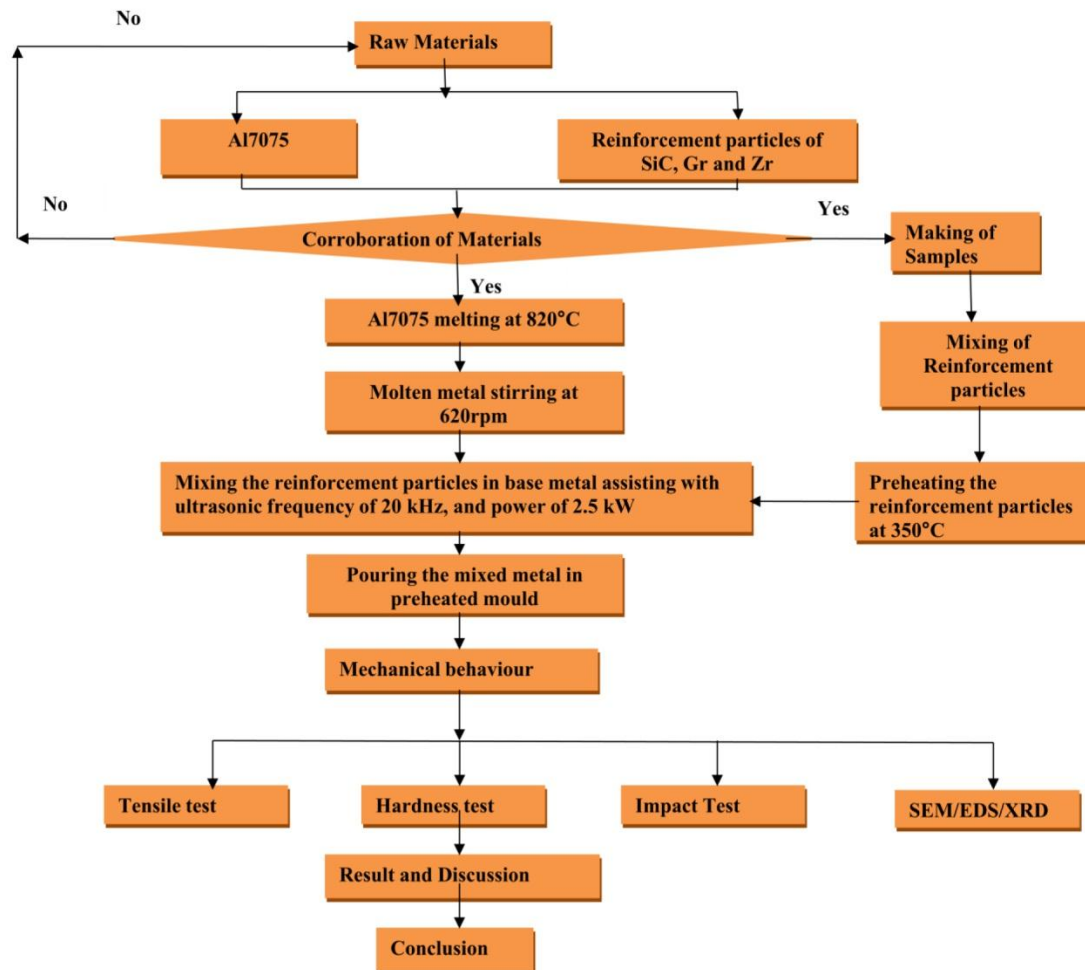 No
Raw Materials
Al7075
Reinforcement particles of
SiC, Gr and Zr
No
Yes
Corroboration of Materials
Making of
Samples
Yes
Al7075 melting at 820°C
Mixing of
Reinforcement
particles
Molten metal stirring at
620rpm
Mixing the reinforcement particles in base metal assisting with
ultrasonic frequency of 20 kHz, and power of 2.5 kW
Preheating the
reinforcement particles
at 350°C
Pouring the mixed metal in
preheated mould
Mechanical behaviour
Tensile test
Hardness test
Impact Test
SEM/EDS/XRD
Result and Discussion
Conclusion